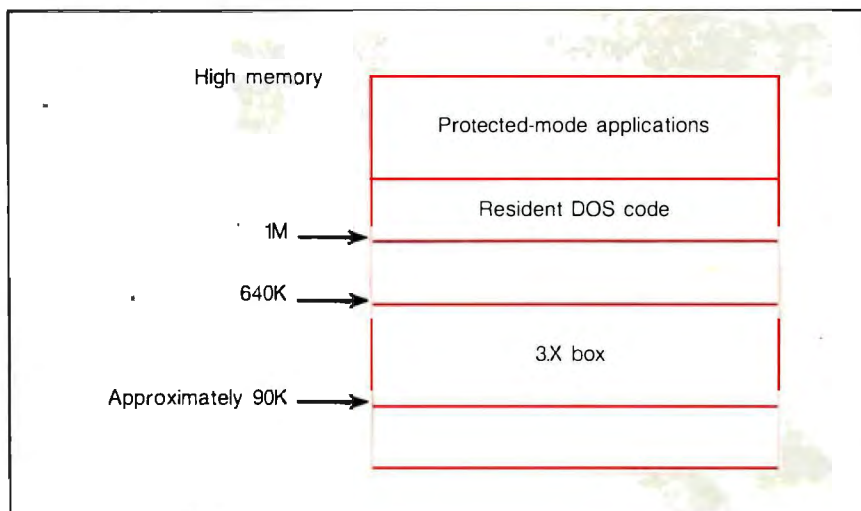 High memory
Protected-mode applications
Resident DOS code
1M
640K
3.X box
Approximately 90K